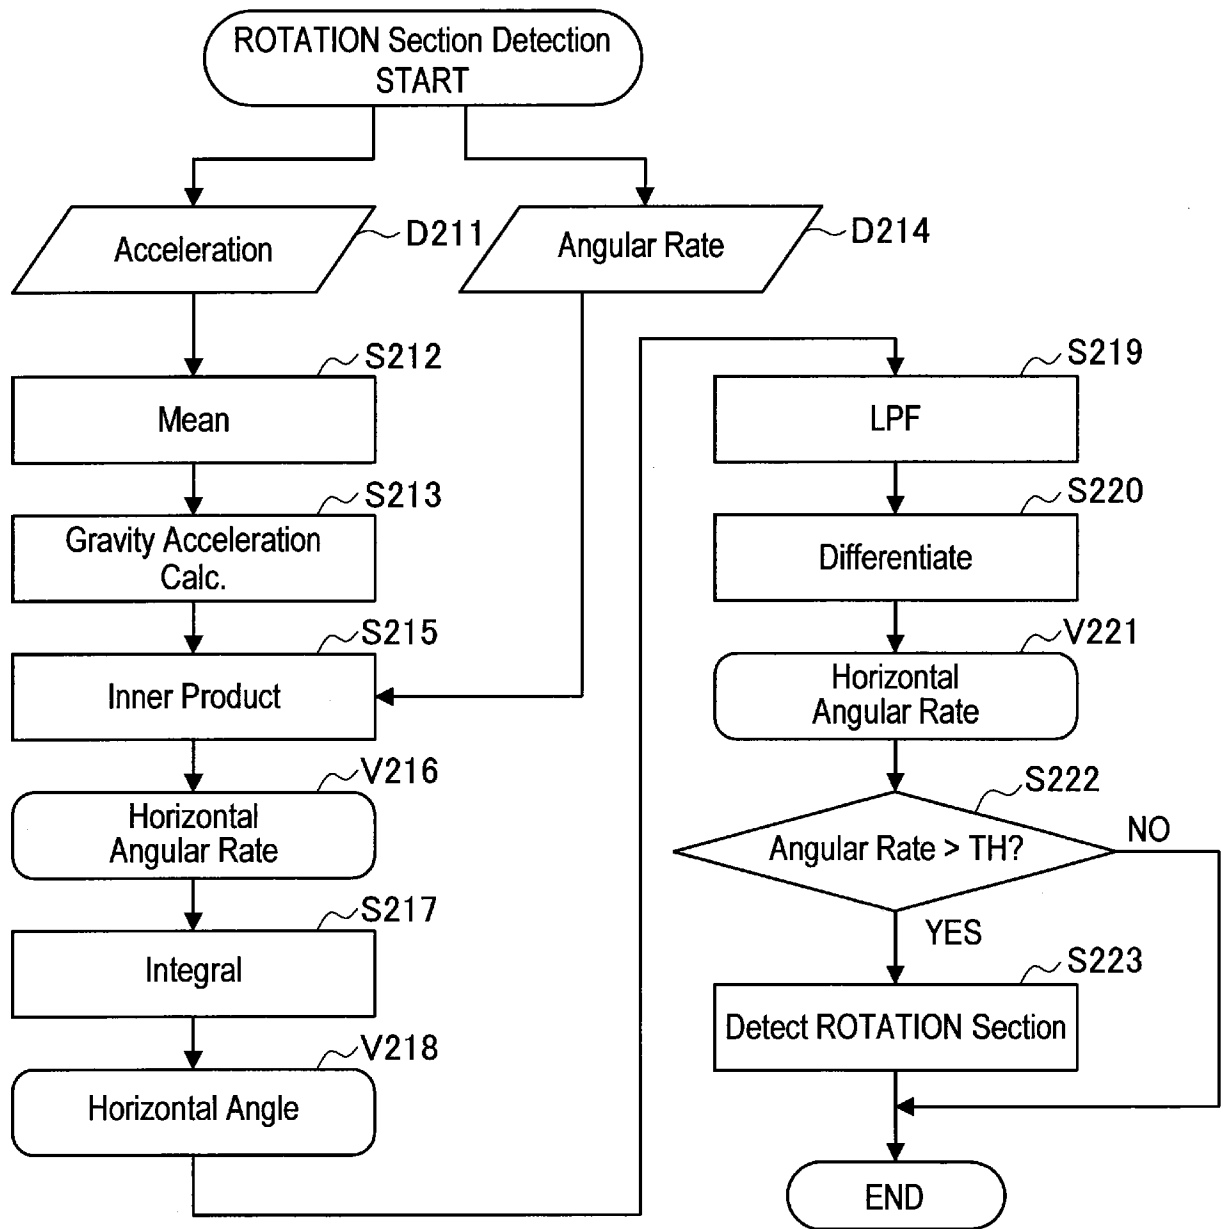 ROTATION Section Detection
START
Acceleration
D211
Angular Rate
D214
S212
Mean
S213
Gravity Acceleration
Calc.
S215
Inner Product
V216
Horizontal
Angular Rate
S217
Integral
V218
Horizontal Angle
S219
LPF
S220
Differentiate
V221
Horizontal
Angular Rate
S222
Angular Rate > TH?
NO
YES
S223
Detect ROTATION Section
END